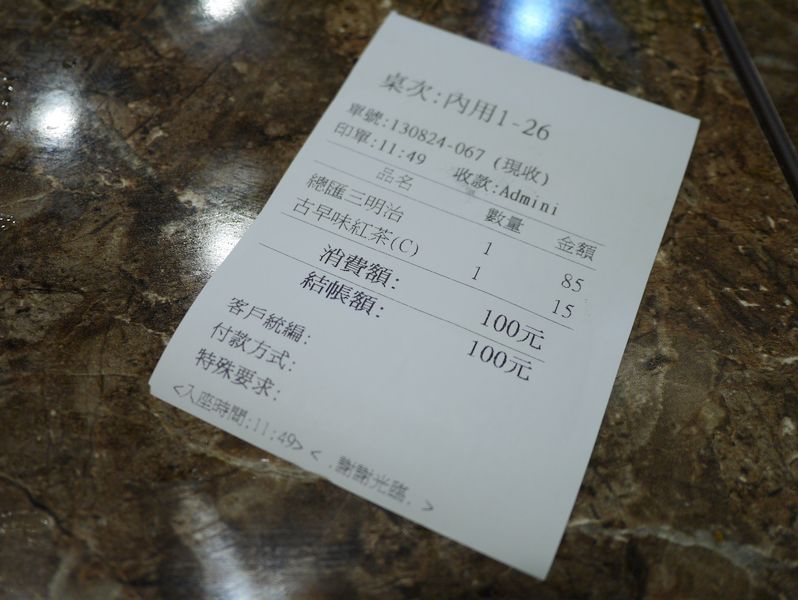 桌次:內用1-26
單號:130824-067 (現收)
印單:11:49 收款:Admini
品名 數量 金額
總匯三明治 1 85
古早味紅茶(C) 1 15
消費額: 100元
結帳額: 100元
客戶統編:
付款方式:
特殊要求:
<入座時間:11:49> < .謝謝光臨. >